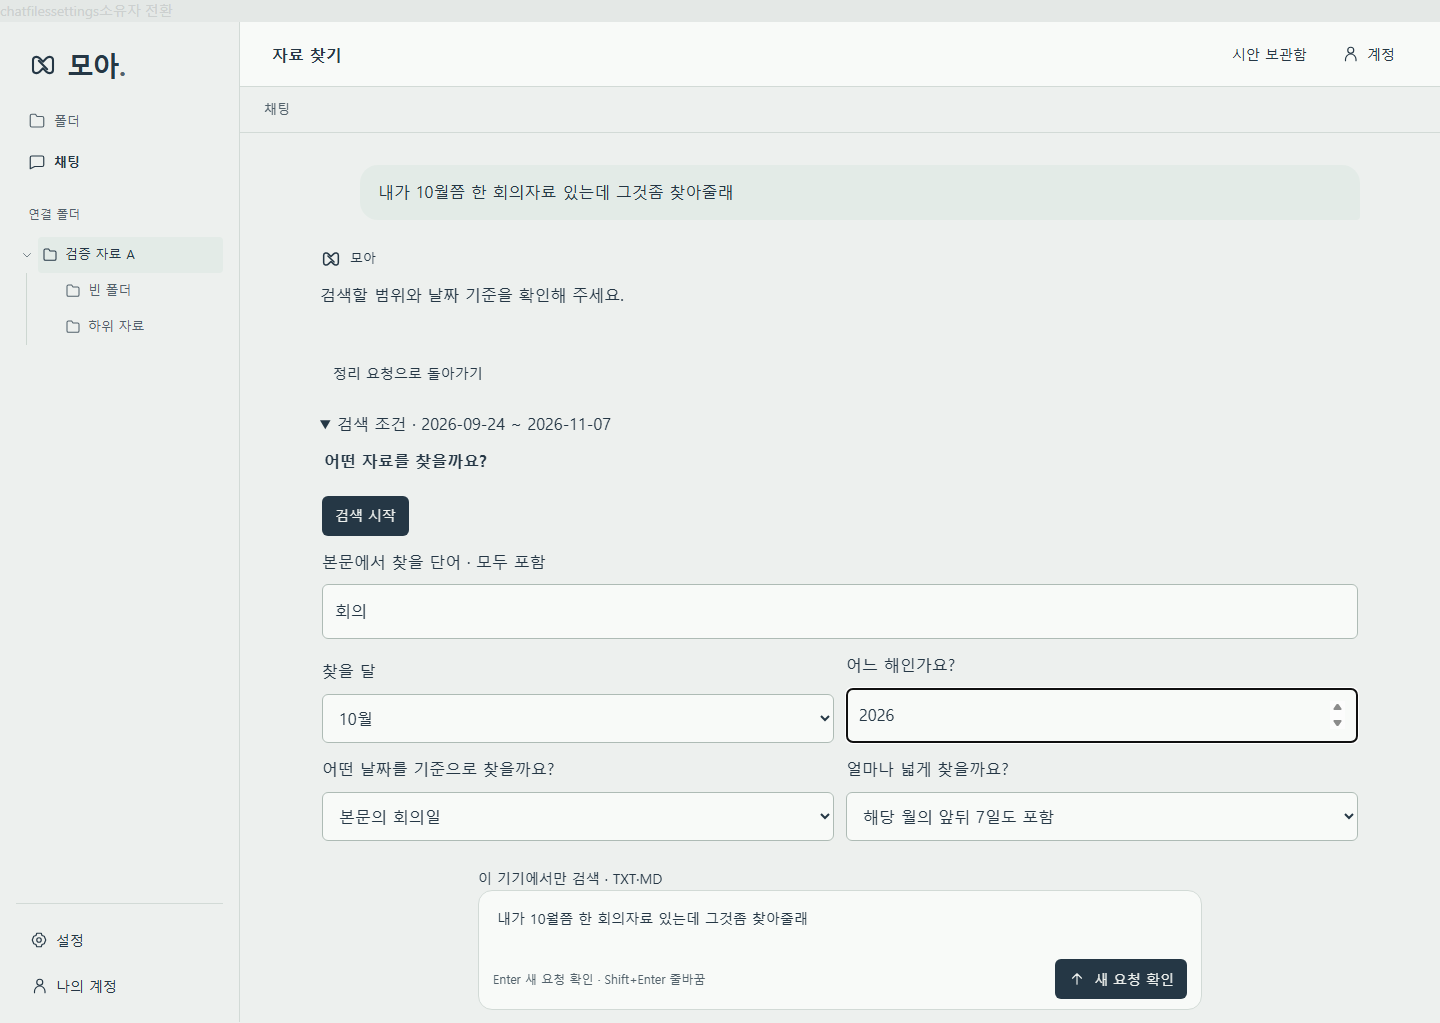 chatfilessettings소유자 전환
모아.
폴더
채팅
연결 폴더
검증 자료 A
빈 폴더
하위 자료
설정
나의 계정
자료 찾기
시안 보관함
계정
채팅
내가 10월쯤 한 회의자료 있는데 그것좀 찾아줄래
모아
검색할 범위와 날짜 기준을 확인해 주세요.
정리 요청으로 돌아가기
▼ 검색 조건 · 2026-09-24 ~ 2026-11-07
어떤 자료를 찾을까요?
검색 시작
본문에서 찾을 단어 · 모두 포함
회의
찾을 달
어느 해인가요?
10월
2026
어떤 날짜를 기준으로 찾을까요?
얼마나 넓게 찾을까요?
본문의 회의일
해당 월의 앞뒤 7일도 포함
이 기기에서만 검색 · TXT·MD
내가 10월쯤 한 회의자료 있는데 그것좀 찾아줄래
Enter 새 요청 확인 · Shift+Enter 줄바꿈
새 요청 확인